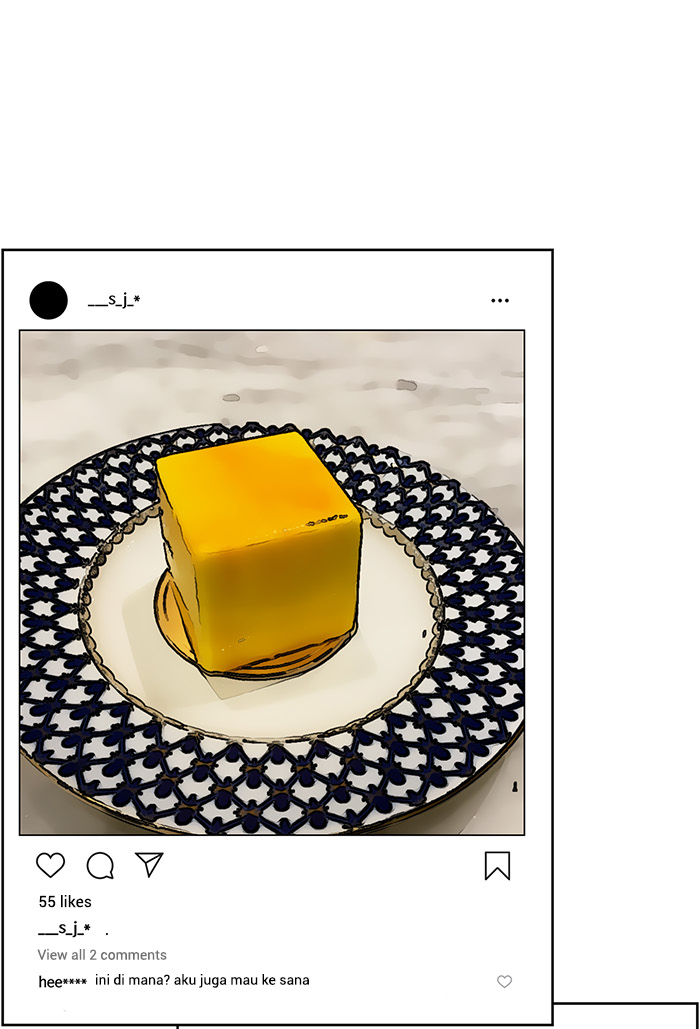 ___s_j_*
55 likes
___s_j_* .
View all 2 comments
hee**** ini di mana? aku juga mau ke sana